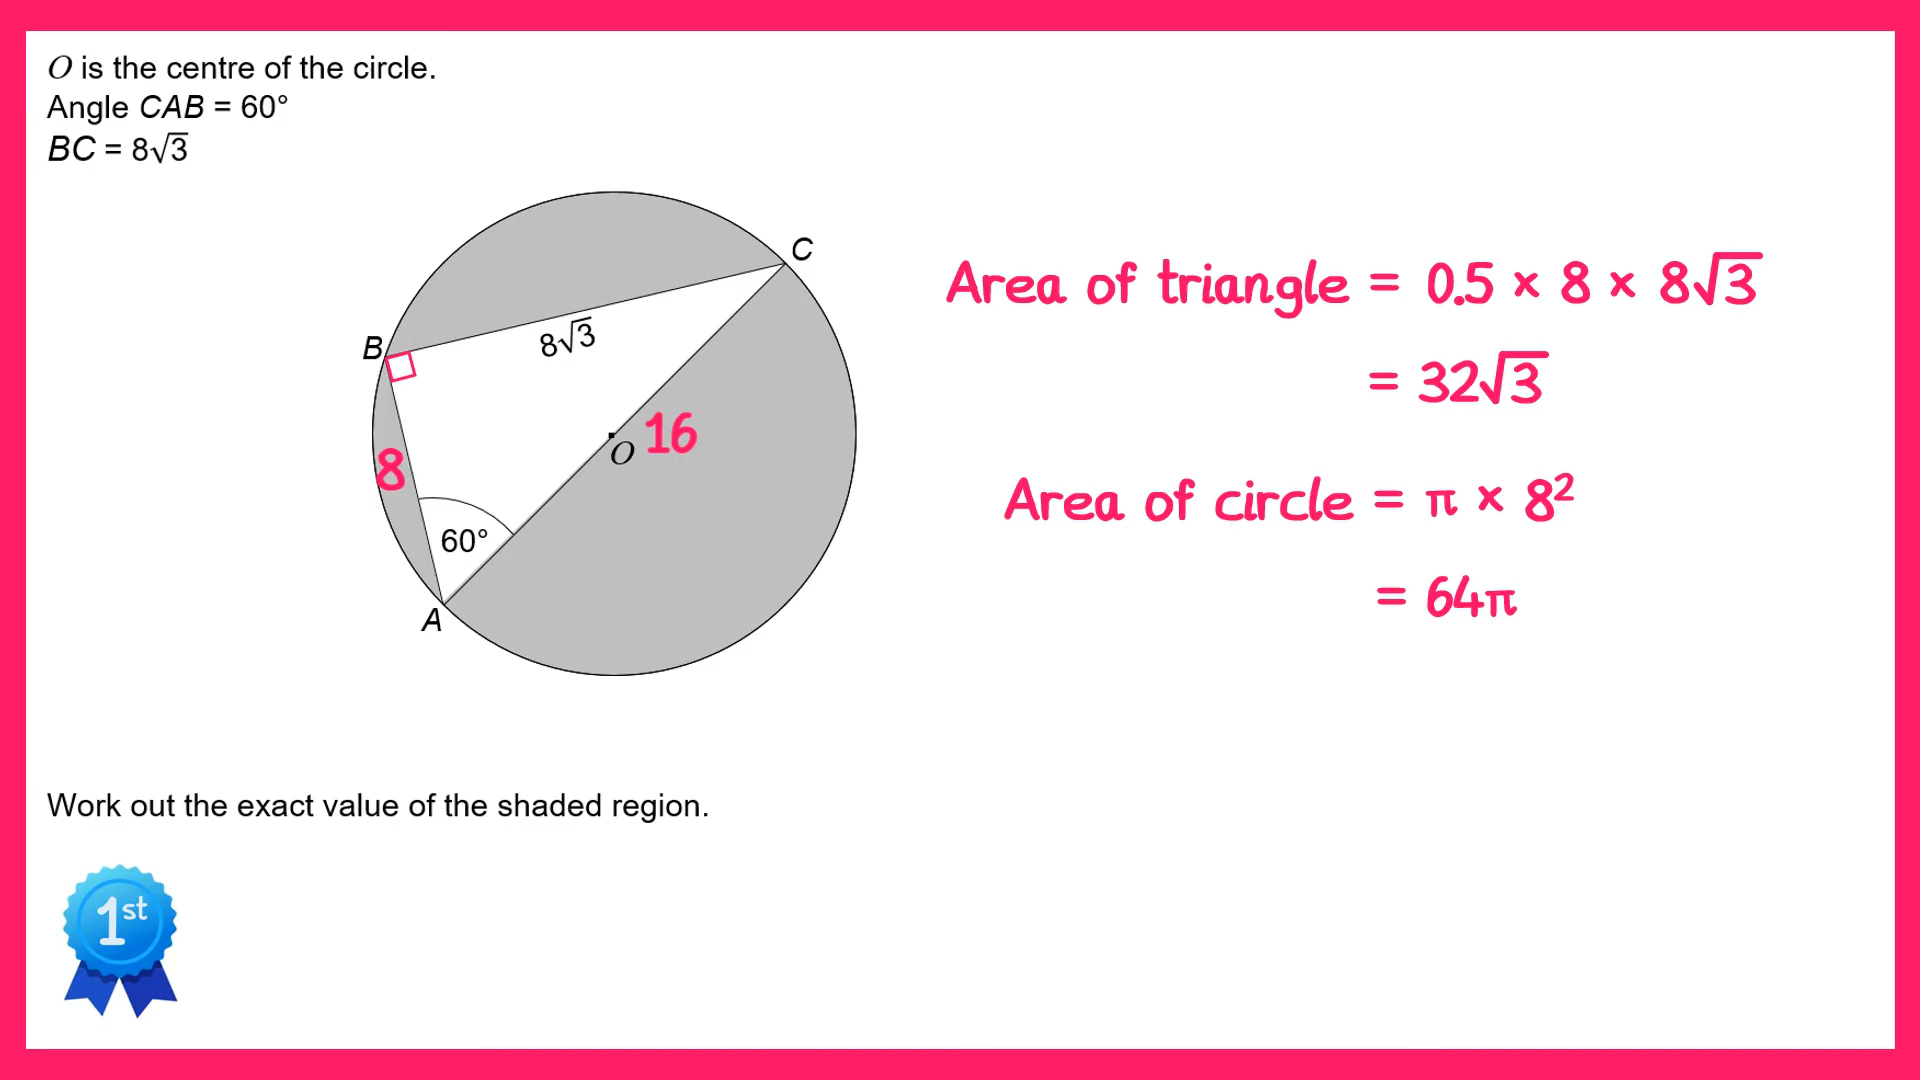 O is the centre of the circle.
Angle CAB = 60°
BC = 8√3
C
B
8√3
O
16
8
60°
A
Area of triangle = 0.5 × 8 × 8√3
= 32√3
Area of circle = π × 8²
= 64π
Work out the exact value of the shaded region.
1st